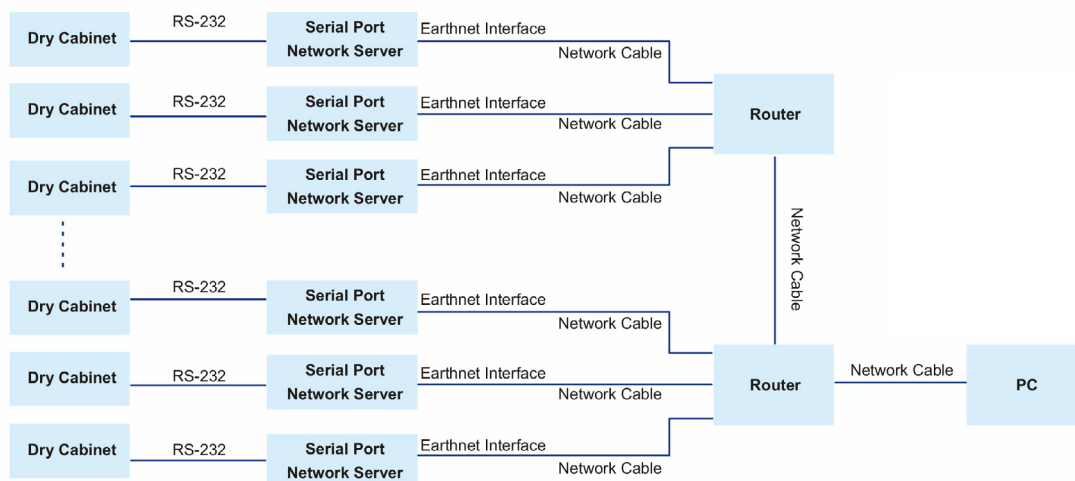 Dry Cabinet
RS-232
Serial Port
Network Server
Earthnet Interface
Network Cable
Dry Cabinet
RS-232
Serial Port
Network Server
Earthnet Interface
Network Cable
Router
Dry Cabinet
RS-232
Serial Port
Network Server
Earthnet Interface
Network Cable
Network Cable
Dry Cabinet
RS-232
Serial Port
Network Server
Earthnet Interface
Network Cable
Dry Cabinet
RS-232
Serial Port
Network Server
Earthnet Interface
Network Cable
Router
Network Cable
PC
Dry Cabinet
RS-232
Serial Port
Network Server
Earthnet Interface
Network Cable